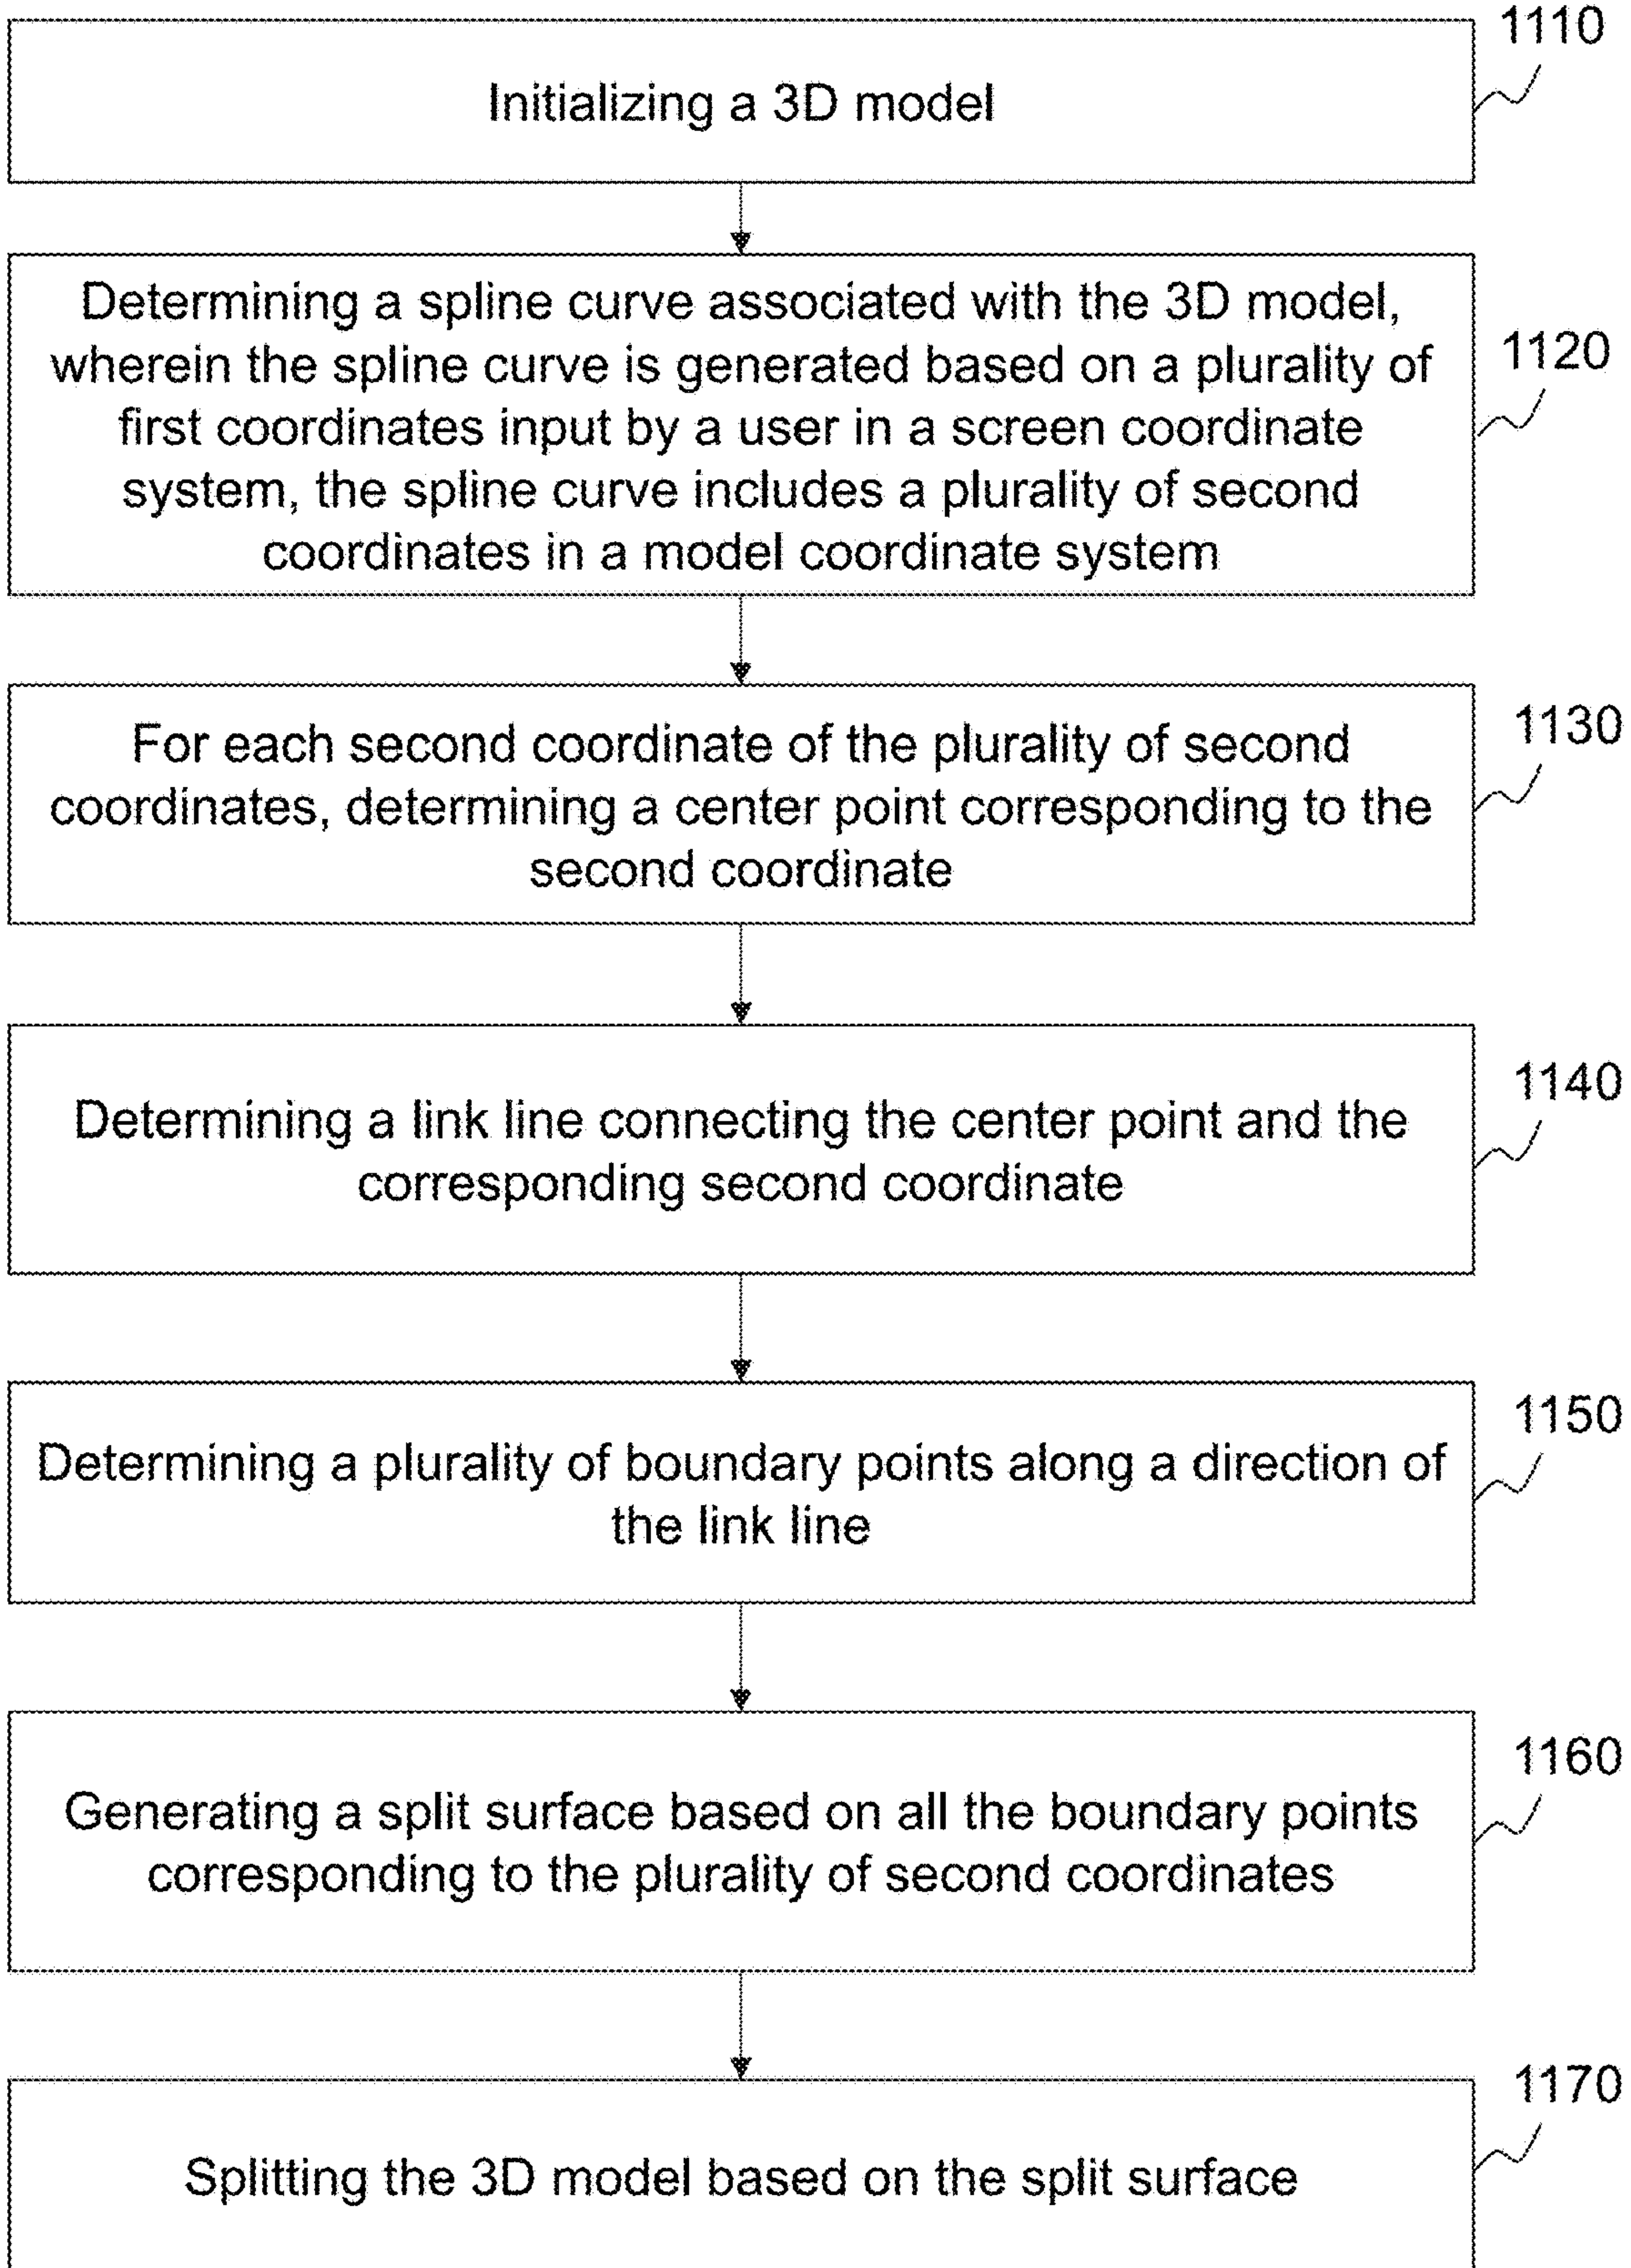 1110
Initializing a 3D model
Determining a spline curve associated with the 3D model,
wherein the spline curve is generated based on a plurality of
first coordinates input by a user in a screen coordinate
system, the spline curve includes a plurality of second
coordinates in a model coordinate system
1120
For each second coordinate of the plurality of second
coordinates, determining a center point corresponding to the
second coordinate
1130
Determining a link line connecting the center point and the
corresponding second coordinate
1140
Determining a plurality of boundary points along a direction of
the link line
1150
Generating a split surface based on all the boundary points
corresponding to the plurality of second coordinates
1160
Splitting the 3D model based on the split surface
1170